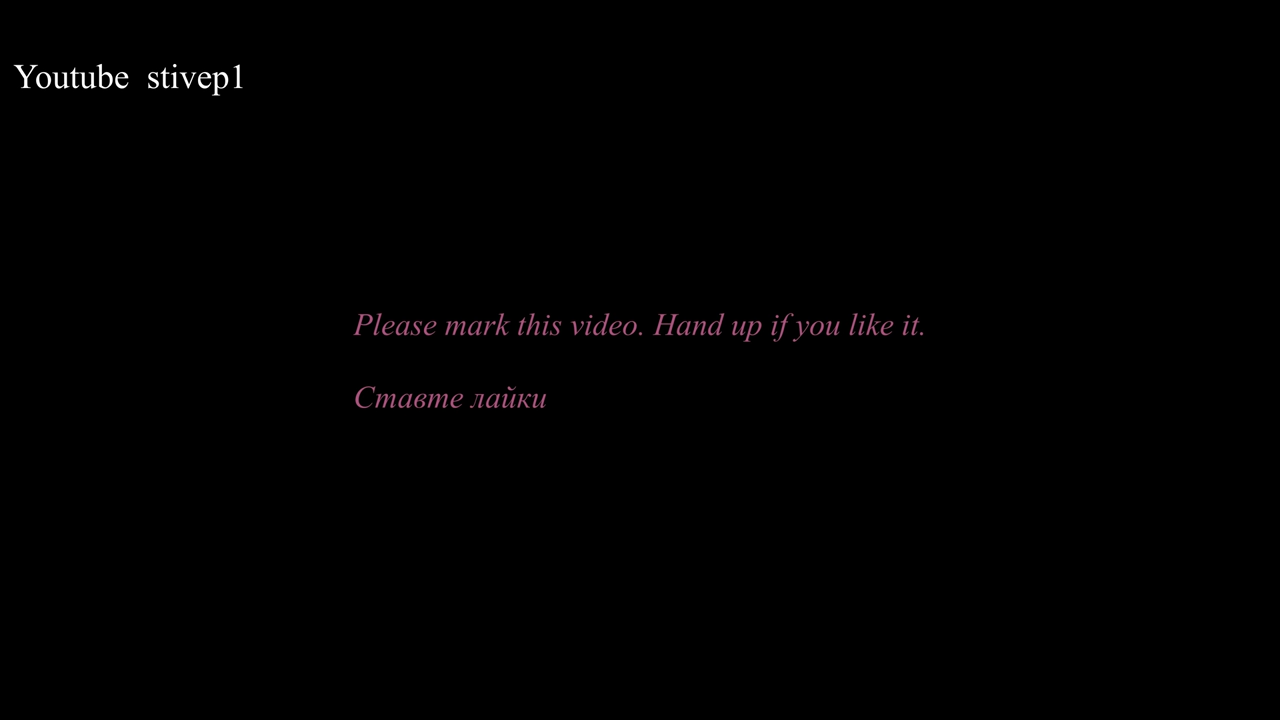 Youtube stivep1
Please mark this video. Hand up if you like it.
Ставте лайки